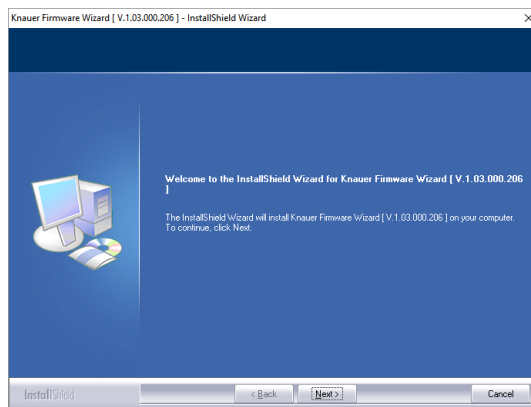 Knauer Firmware Wizard [ V.1.03.000.206 ] - InstallShield Wizard
Welcome to the InstallShield Wizard for Knauer Firmware Wizard [ V.1.03.000.206
]
The InstallShield Wizard will install Knauer Firmware Wizard [ V.1.03.000.206 ] on your computer.
To continue, click Next.
InstallShield
< Back
Next >
Cancel